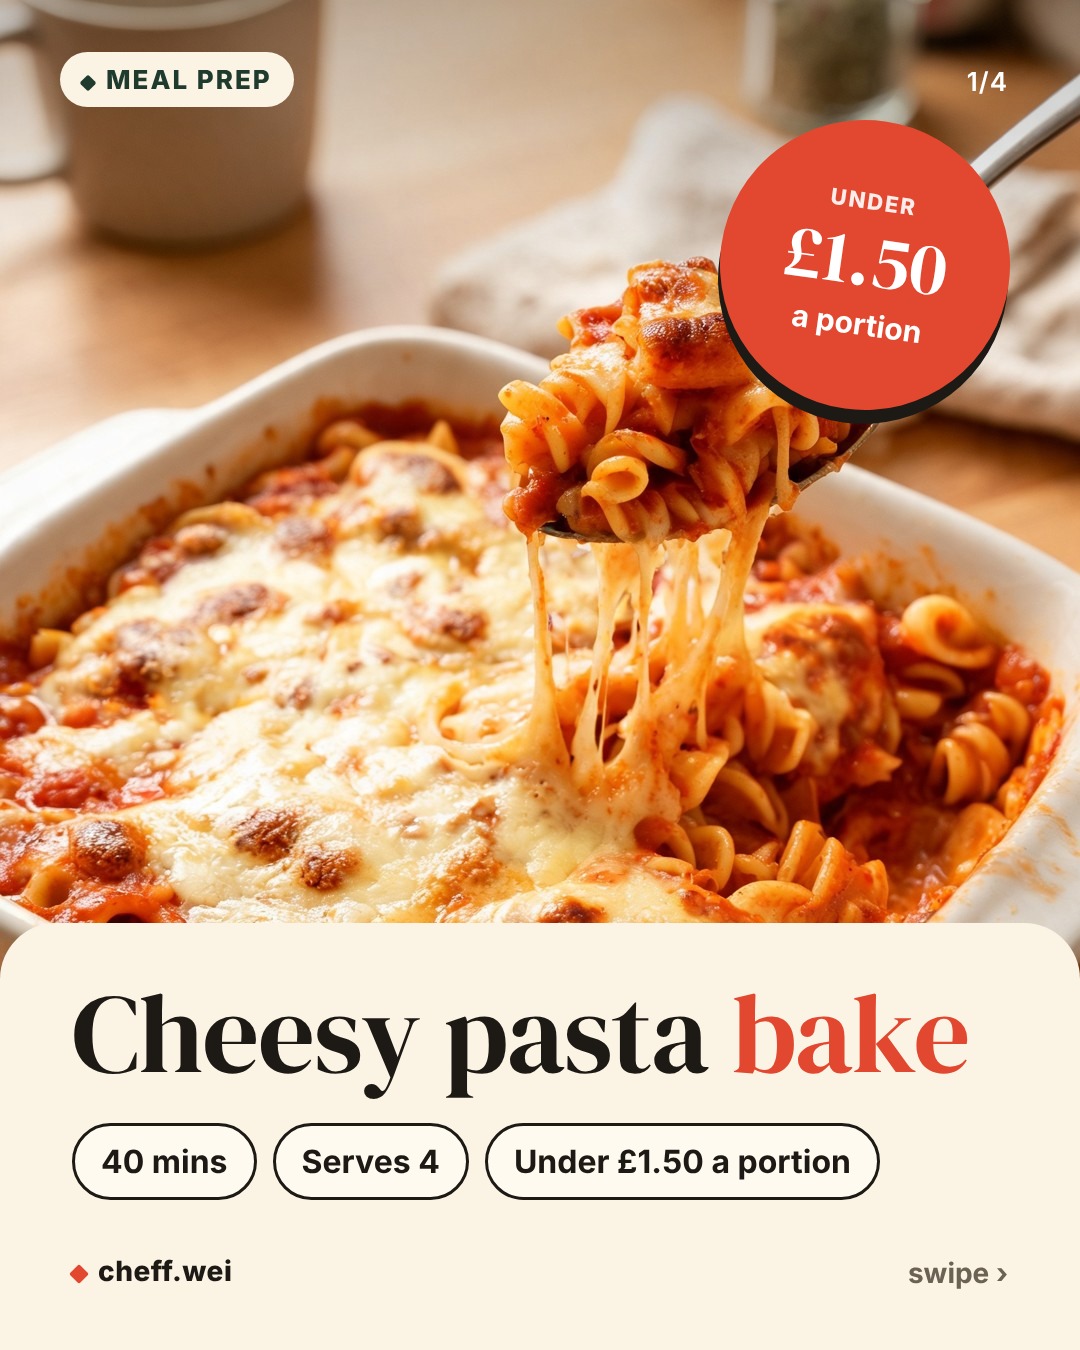 MEAL PREP
1/4
UNDER
£1.50
a portion
Cheesy pasta bake
40 mins
Serves 4
Under £1.50 a portion
cheff.wei
swipe ›